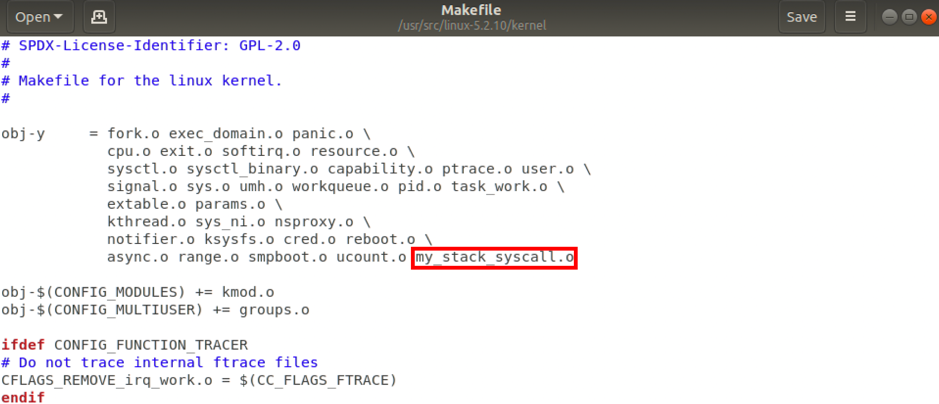 Open
Makefile
/usr/src/linux-5.2.10/kernel
Save
# SPDX-License-Identifier: GPL-2.0
#
# Makefile for the linux kernel.
#
obj-y     = fork.o exec_domain.o panic.o \
            cpu.o exit.o softirq.o resource.o \
            sysctl.o sysctl_binary.o capability.o ptrace.o user.o \
            signal.o sys.o umh.o workqueue.o pid.o task_work.o \
            extable.o params.o \
            kthread.o sys_ni.o nsproxy.o \
            notifier.o ksysfs.o cred.o reboot.o \
            async.o range.o smpboot.o ucount.o my_stack_syscall.o
obj-$(CONFIG_MODULES) += kmod.o
obj-$(CONFIG_MULTIUSER) += groups.o
ifdef CONFIG_FUNCTION_TRACER
# Do not trace internal ftrace files
CFLAGS_REMOVE_irq_work.o = $(CC_FLAGS_FTRACE)
endif